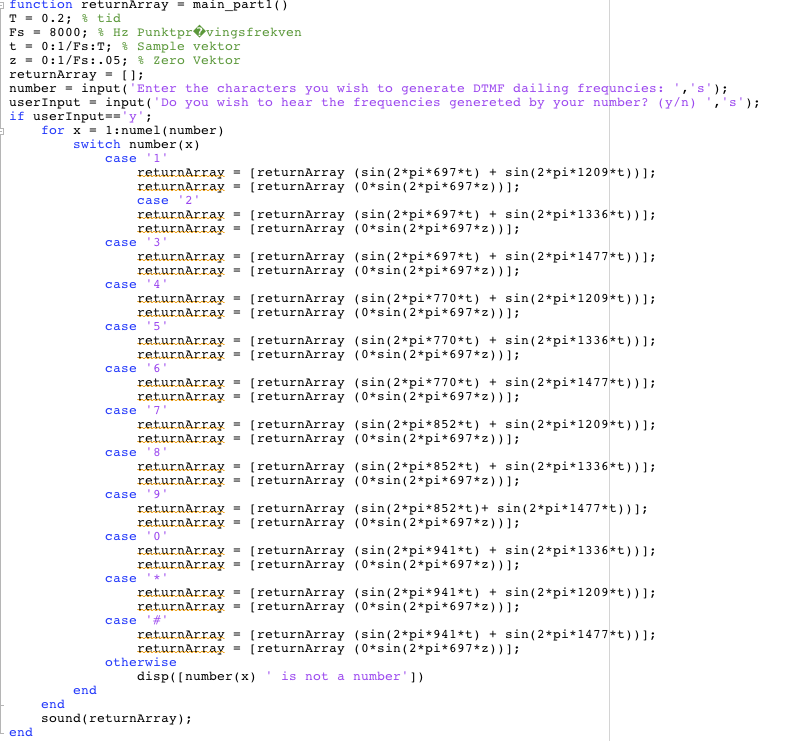 function returnArray = main_part1()
T = 0.2; % tid
Fs = 8000; % Hz Punktpr�vingsfrekven
t = 0:1/Fs:T; % Sample vektor
z = 0:1/Fs:.05; % Zero Vektor
returnArray = [];
number = input('Enter the characters you wish to generate DTMF dailing frequncies: ','s');
userInput = input('Do you wish to hear the frequencies genereted by your number? (y/n) ','s');
if userInput=='y';
    for x = 1:numel(number)
        switch number(x)
            case '1'
                returnArray = [returnArray (sin(2*pi*697*t) + sin(2*pi*1209*t))];
                returnArray = [returnArray (0*sin(2*pi*697*z))];
                case '2'
                returnArray = [returnArray (sin(2*pi*697*t) + sin(2*pi*1336*t))];
                returnArray = [returnArray (0*sin(2*pi*697*z))];
            case '3'
                returnArray = [returnArray (sin(2*pi*697*t) + sin(2*pi*1477*t))];
                returnArray = [returnArray (0*sin(2*pi*697*z))];
            case '4'
                returnArray = [returnArray (sin(2*pi*770*t) + sin(2*pi*1209*t))];
                returnArray = [returnArray (0*sin(2*pi*697*z))];
            case '5'
                returnArray = [returnArray (sin(2*pi*770*t) + sin(2*pi*1336*t))];
                returnArray = [returnArray (0*sin(2*pi*697*z))];
            case '6'
                returnArray = [returnArray (sin(2*pi*770*t) + sin(2*pi*1477*t))];
                returnArray = [returnArray (0*sin(2*pi*697*z))];
            case '7'
                returnArray = [returnArray (sin(2*pi*852*t) + sin(2*pi*1209*t))];
                returnArray = [returnArray (0*sin(2*pi*697*z))];
            case '8'
                returnArray = [returnArray (sin(2*pi*852*t) + sin(2*pi*1336*t))];
                returnArray = [returnArray (0*sin(2*pi*697*z))];
            case '9'
                returnArray = [returnArray (sin(2*pi*852*t)+ sin(2*pi*1477*t))];
                returnArray = [returnArray (0*sin(2*pi*697*z))];
            case '0'
                returnArray = [returnArray (sin(2*pi*941*t) + sin(2*pi*1336*t))];
                returnArray = [returnArray (0*sin(2*pi*697*z))];
            case '*'
                returnArray = [returnArray (sin(2*pi*941*t) + sin(2*pi*1209*t))];
                returnArray = [returnArray (0*sin(2*pi*697*z))];
            case '#'
                returnArray = [returnArray (sin(2*pi*941*t) + sin(2*pi*1477*t))];
                returnArray = [returnArray (0*sin(2*pi*697*z))];
            otherwise
                disp([number(x) ' is not a number'])
        end
    end
    sound(returnArray);
end